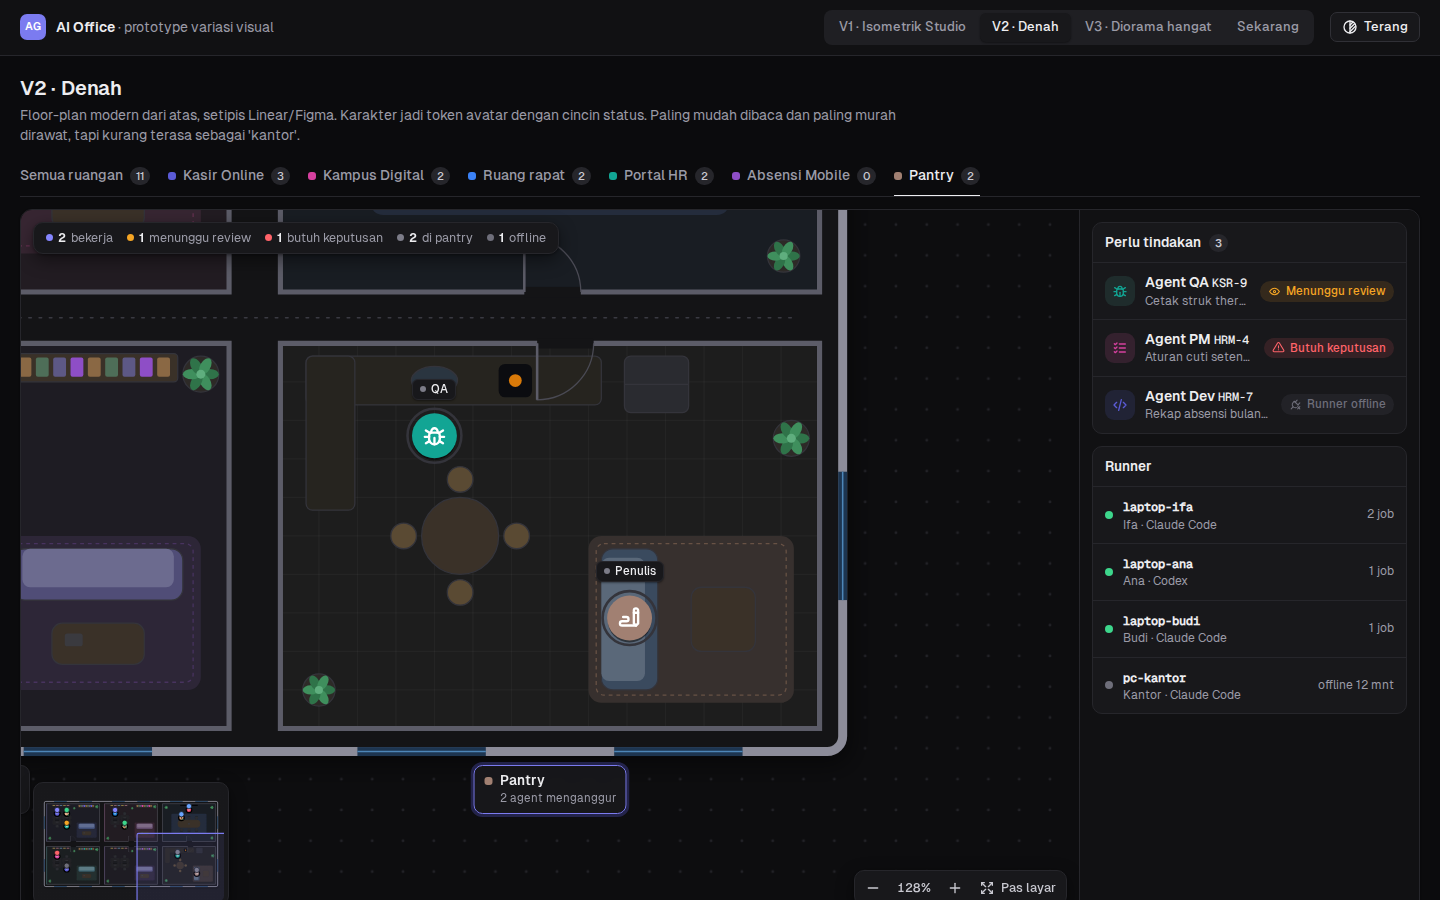 AG AI Office · prototype variasi visual
V1 · Isometrik Studio V2 · Denah V3 · Diorama hangat Sekarang Terang
V2 · Denah
Floor-plan modern dari atas, setipis Linear/Figma. Karakter jadi token avatar dengan cincin status. Paling mudah dibaca dan paling murah
dirawat, tapi kurang terasa sebagai 'kantor'.
Semua ruangan 11 Kasir Online 3 Kampus Digital 2 Ruang rapat 2 Portal HR 2 Absensi Mobile 0 Pantry 2
2 bekerja 1 menunggu review 1 butuh keputusan 2 di pantry 1 offline
QA
Penulis
Pantry
2 agent menganggur
128% Pas layar
Perlu tindakan 3
Agent QA KSR-9
Cetak struk ther...
Menunggu review
Agent PM HRM-4
Aturan cuti seten...
Butuh keputusan
Agent Dev HRM-7
Rekap absensi bulan...
Runner offline
Runner
laptop-ifa
Ifa · Claude Code
2 job
laptop-ana
Ana · Codex
1 job
laptop-budi
Budi · Claude Code
1 job
pc-kantor
Kantor · Claude Code
offline 12 mnt